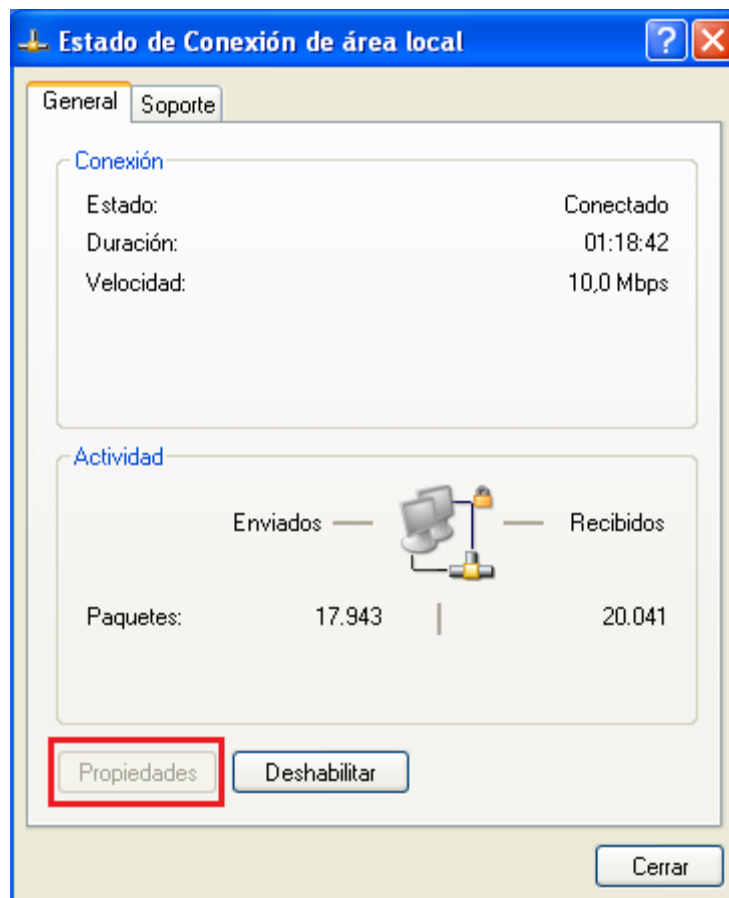 Estado de Conexión de área local
General Soporte
Conexión
Estado: Conectado
Duración: 01:18:42
Velocidad: 10,0 Mbps
Actividad
Enviados Recibidos
Paquetes: 17.943 20.041
Propiedades Deshabilitar
Cerrar